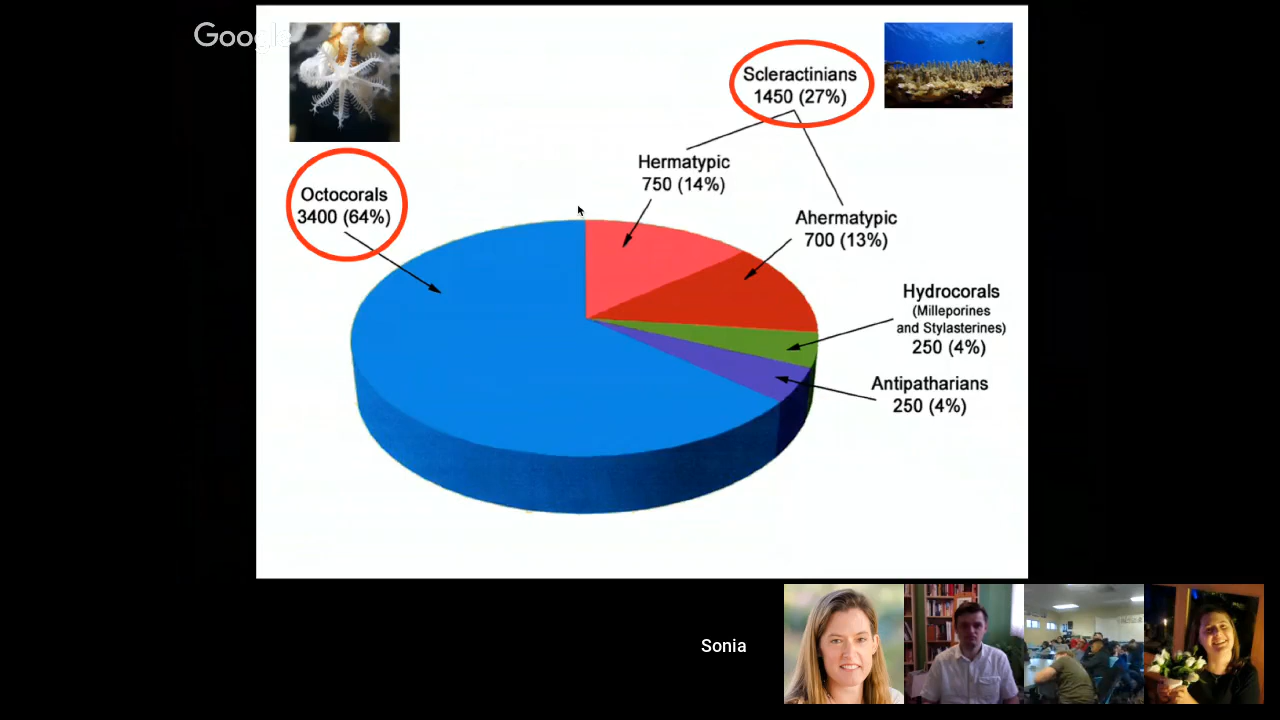 Google
Scleractinians
1450 (27%)
Hermatypic
750 (14%)
Octocorals
3400 (64%)
Ahermatypic
700 (13%)
Hydrocorals
(Milleporines
and Stylasterines)
250 (4%)
Antipatharians
250 (4%)
Sonia